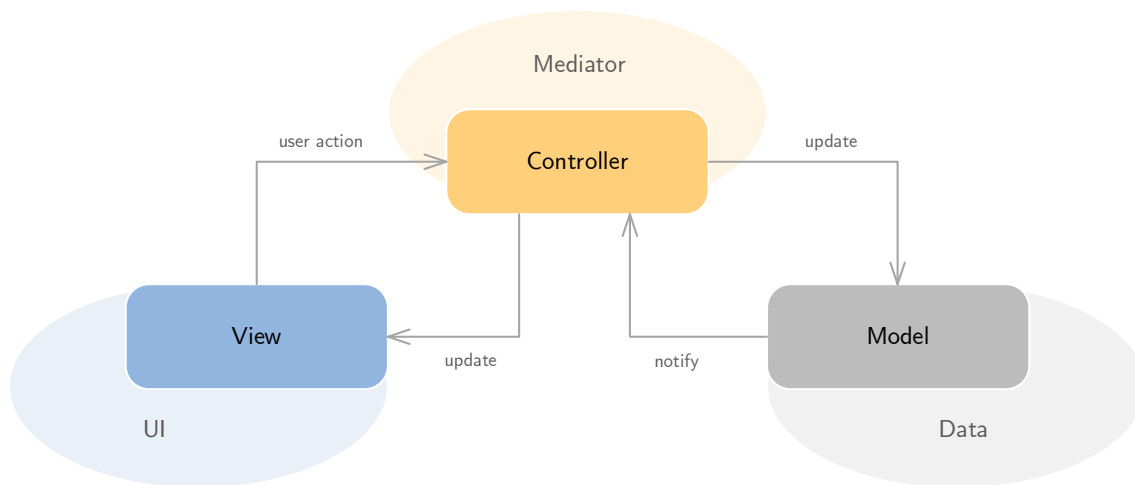 Mediator
user action
Controller
update
View
update
notify
Model
UI
Data